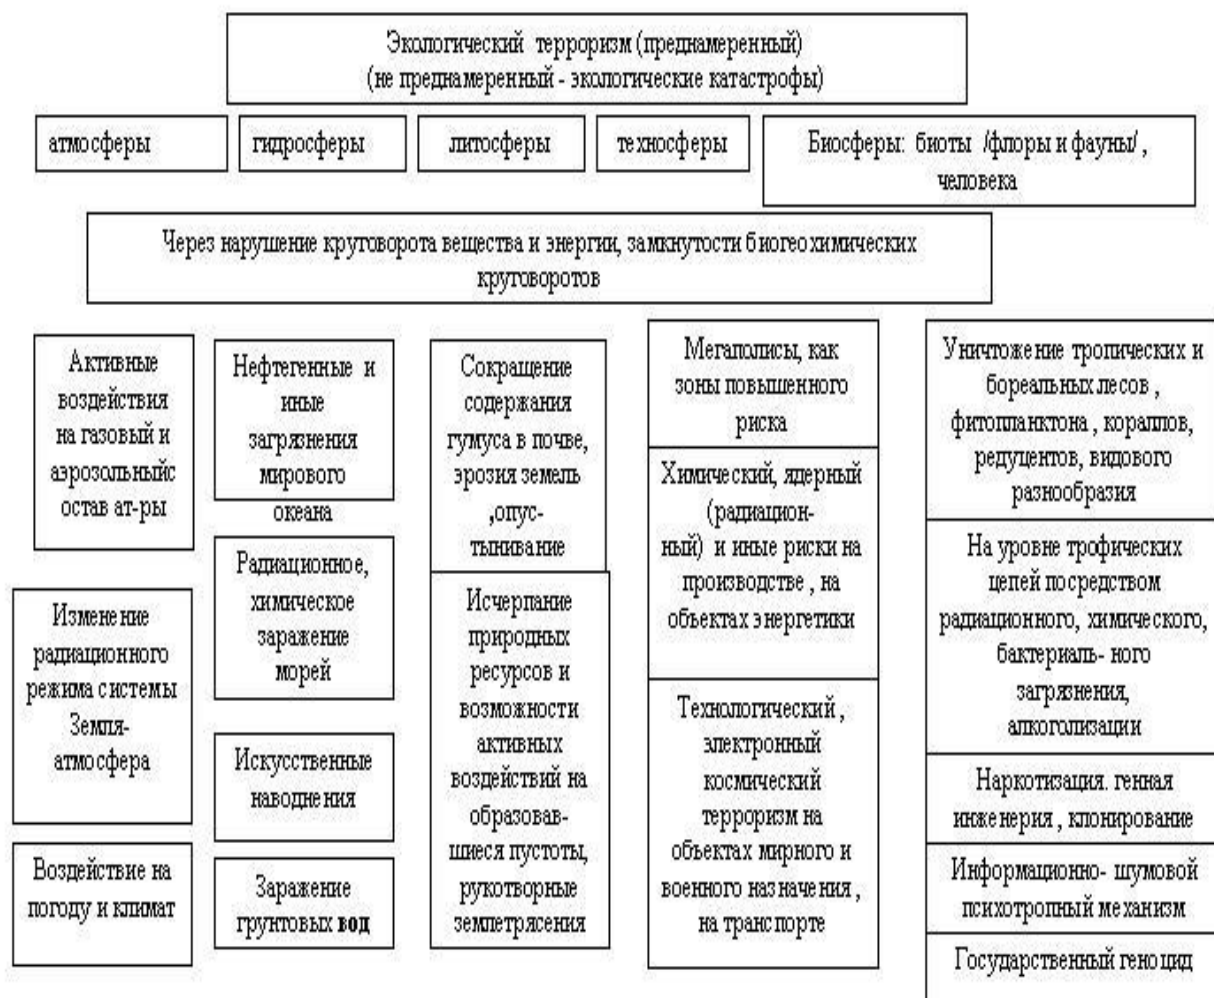 Экологический терроризм (преднамеренный)
(не преднамеренный - экологические катастрофы)
атмосферы
гидросферы
литосферы
техносферы
Биосферы: биоты /флоры и фауны/ ,
человека
Через нарушение круговорота вещества и энергии, замкнутости биогеохимических
круговоротов
Активные
воздействия
на газовый и
аэрозольныйс
остав ат-ры
Изменение
радиационного
режима системы
Земля-
атмосфера
Воздействие на
погоду и климат
Нефтегенные и
иные
загрязнения
мирового
океана
Радиационное,
химическое
заражение
морей
Искусственные
наводнения
Заражение
грунтовых вод
Сокращение
содержания
гумуса в почве,
эрозия земель
,опус-
тынивание
Исчерпание
природных
ресурсов и
возможности
активных
воздействий на
образовав-
шиеся пустоты,
рукотворные
землетрясения
Мегаполисы, как
зоны повышенного
риска
Химический, ядерный
(радиацион-
ный) и иные риски на
производстве , на
объектах энергетики
Технологический ,
электронный
космический
терроризм на
объектах мирного и
военного назначения ,
на транспорте
Уничтожение тропических и
бореальных лесов ,
фитопланктона , кораллов,
редуцентов, видового
разнообразия
На уровне трофических
цепей посредством
радиационного, химического,
бактериаль- ного
загрязнения,
алкоголизации
Наркотизация. генная
инженерия , клонирование
Информационно- шумовой
психотропный механизм
Государственный геноцид